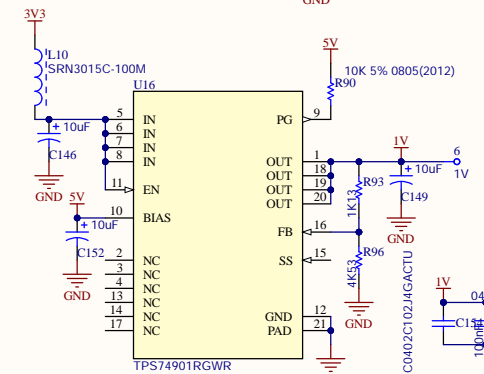 GND
3V3
L10
SRN3015C-100M
5V
10K 5% 0805(2012)
R90
U16
5 IN
6 IN
7 IN
8 IN
11 EN
10 BIAS
2 NC
3 NC
4 NC
13 NC
14 NC
17 NC
PG 9
OUT 1
OUT 18
OUT 19
OUT 20
FB 16
SS 15
GND 12
PAD 21
TPS74901RGWR
+ 10uF
C146
GND
5V
+ 10uF
C152
GND
R93
1K13
R96
4K53
GND
1V
+ 10uF
C149
GND
6
1V
C0402C102J4GACTU
1V
04
100nF